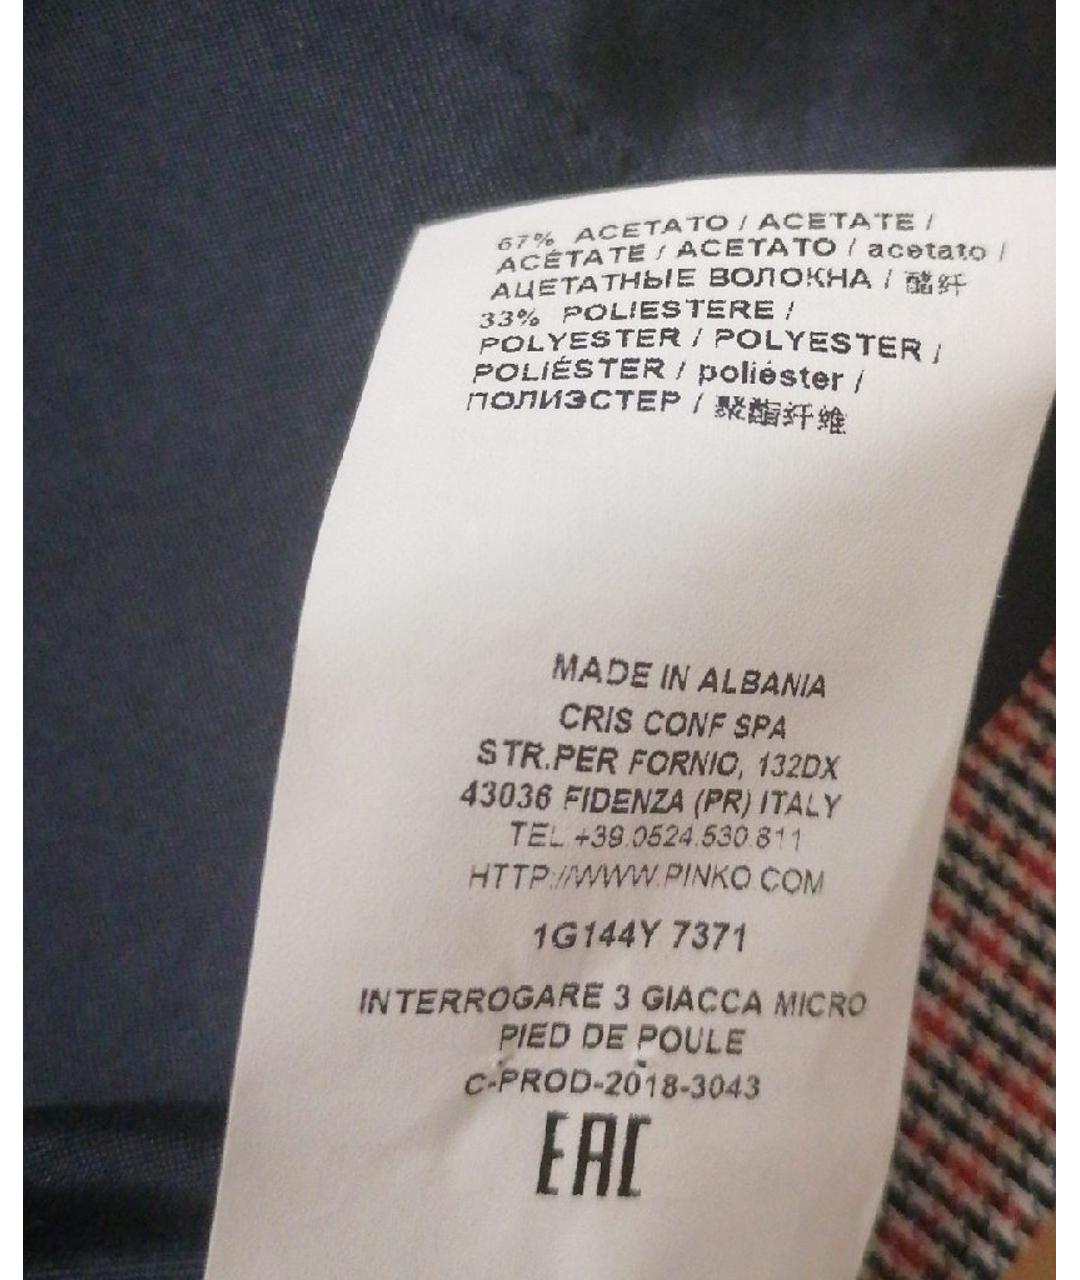 67% ACETATO / ACETATE /
ACÉTATE / ACETATO / acetato /
АЦЕТАТНЫЕ ВОЛОКНА / 醋纤
33% POLIESTERE /
POLYESTER / POLYESTER /
POLIÉSTER / poliéster /
ПОЛИЭСТЕР / 聚酯纤维
MADE IN ALBANIA
CRIS CONF SPA
STR.PER FORNIO, 132DX
43036 FIDENZA (PR) ITALY
TEL +39.0524.530.811
HTTP://WWW.PINKO.COM
1G144Y 7371
INTERROGARE 3 GIACCA MICRO
PIED DE POULE
C-PROD-2018-3043
EAC